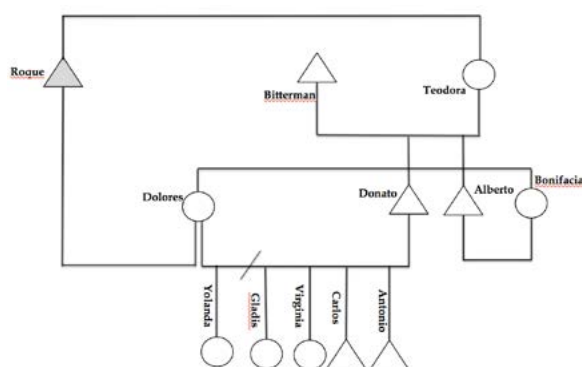 Roque
Bitterman
Teodora
Dolores
Donato
Alberto
Bonifacia
Yolanda
Gladis
Virginia
Carlos
Antonio